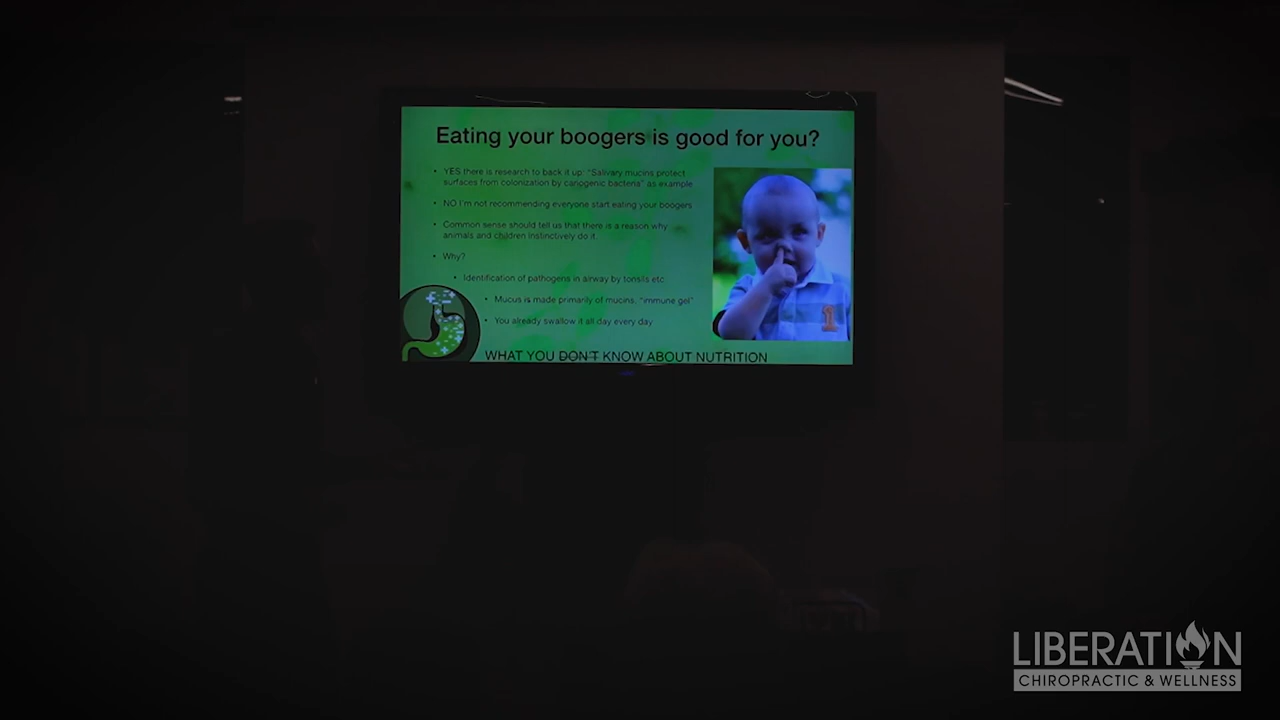 Eating your boogers is good for you?
• YES there is research to back it up: "Salivary mucins protect
surfaces from colonization by cariogenic bacteria" as example
• NO I'm not recommending everyone start eating your boogers
• Common sense should tell us that there is a reason why
animals and children instinctively do it.
• Why?
• Identification of pathogens in airway by tonsils etc
• Mucus is made primarily of mucins, "immune gel"
• You already swallow it all day every day
1
WHAT YOU DON'T KNOW ABOUT NUTRITION
LIBERATION
CHIROPRACTIC & WELLNESS